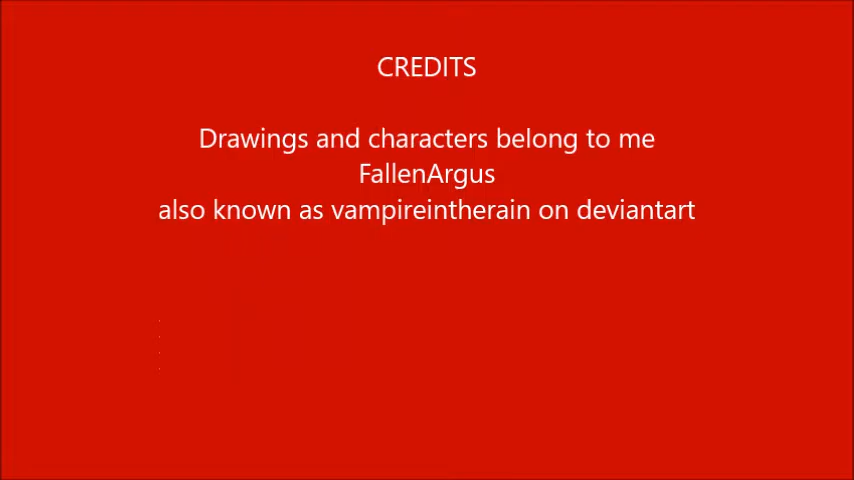 CREDITS
Drawings and characters belong to me
FallenArgus
also known as vampireintherain on deviantart